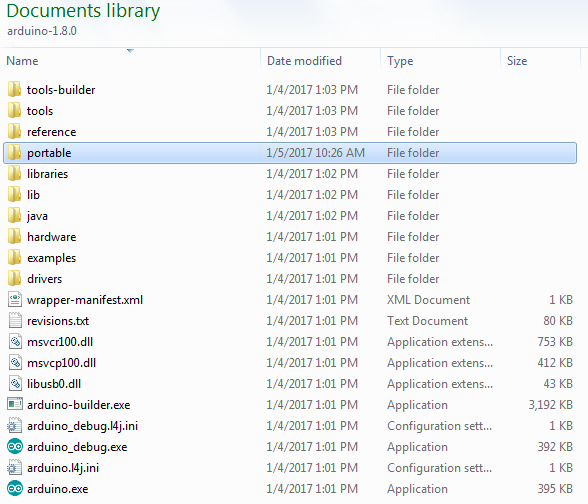 Documents library
arduino-1.8.0
Name Date modified Type Size
tools-builder 1/4/2017 1:03 PM File folder
tools 1/4/2017 1:03 PM File folder
reference 1/4/2017 1:03 PM File folder
portable 1/5/2017 10:26 AM File folder
libraries 1/4/2017 1:02 PM File folder
lib 1/4/2017 1:02 PM File folder
java 1/4/2017 1:02 PM File folder
hardware 1/4/2017 1:01 PM File folder
examples 1/4/2017 1:01 PM File folder
drivers 1/4/2017 1:01 PM File folder
wrapper-manifest.xml 1/4/2017 1:01 PM XML Document 1 KB
revisions.txt 1/4/2017 1:01 PM Text Document 80 KB
msvcr100.dll 1/4/2017 1:01 PM Application extens... 753 KB
msvcp100.dll 1/4/2017 1:01 PM Application extens... 412 KB
libusb0.dll 1/4/2017 1:01 PM Application extens... 43 KB
arduino-builder.exe 1/4/2017 1:01 PM Application 3,192 KB
arduino_debug.l4j.ini 1/4/2017 1:01 PM Configuration sett... 1 KB
arduino_debug.exe 1/4/2017 1:01 PM Application 392 KB
arduino.l4j.ini 1/4/2017 1:01 PM Configuration sett... 1 KB
arduino.exe 1/4/2017 1:01 PM Application 395 KB